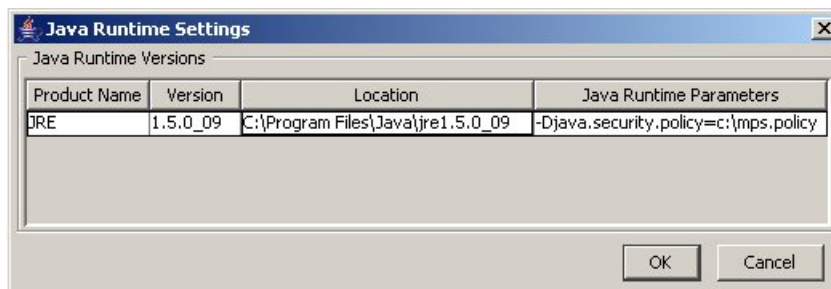 Java Runtime Settings
Java Runtime Versions
Product Name Version Location Java Runtime Parameters
JRE 1.5.0_09 C:\Program Files\Java\jre1.5.0_09 -Djava.security.policy=c:\mps.policy
OK Cancel